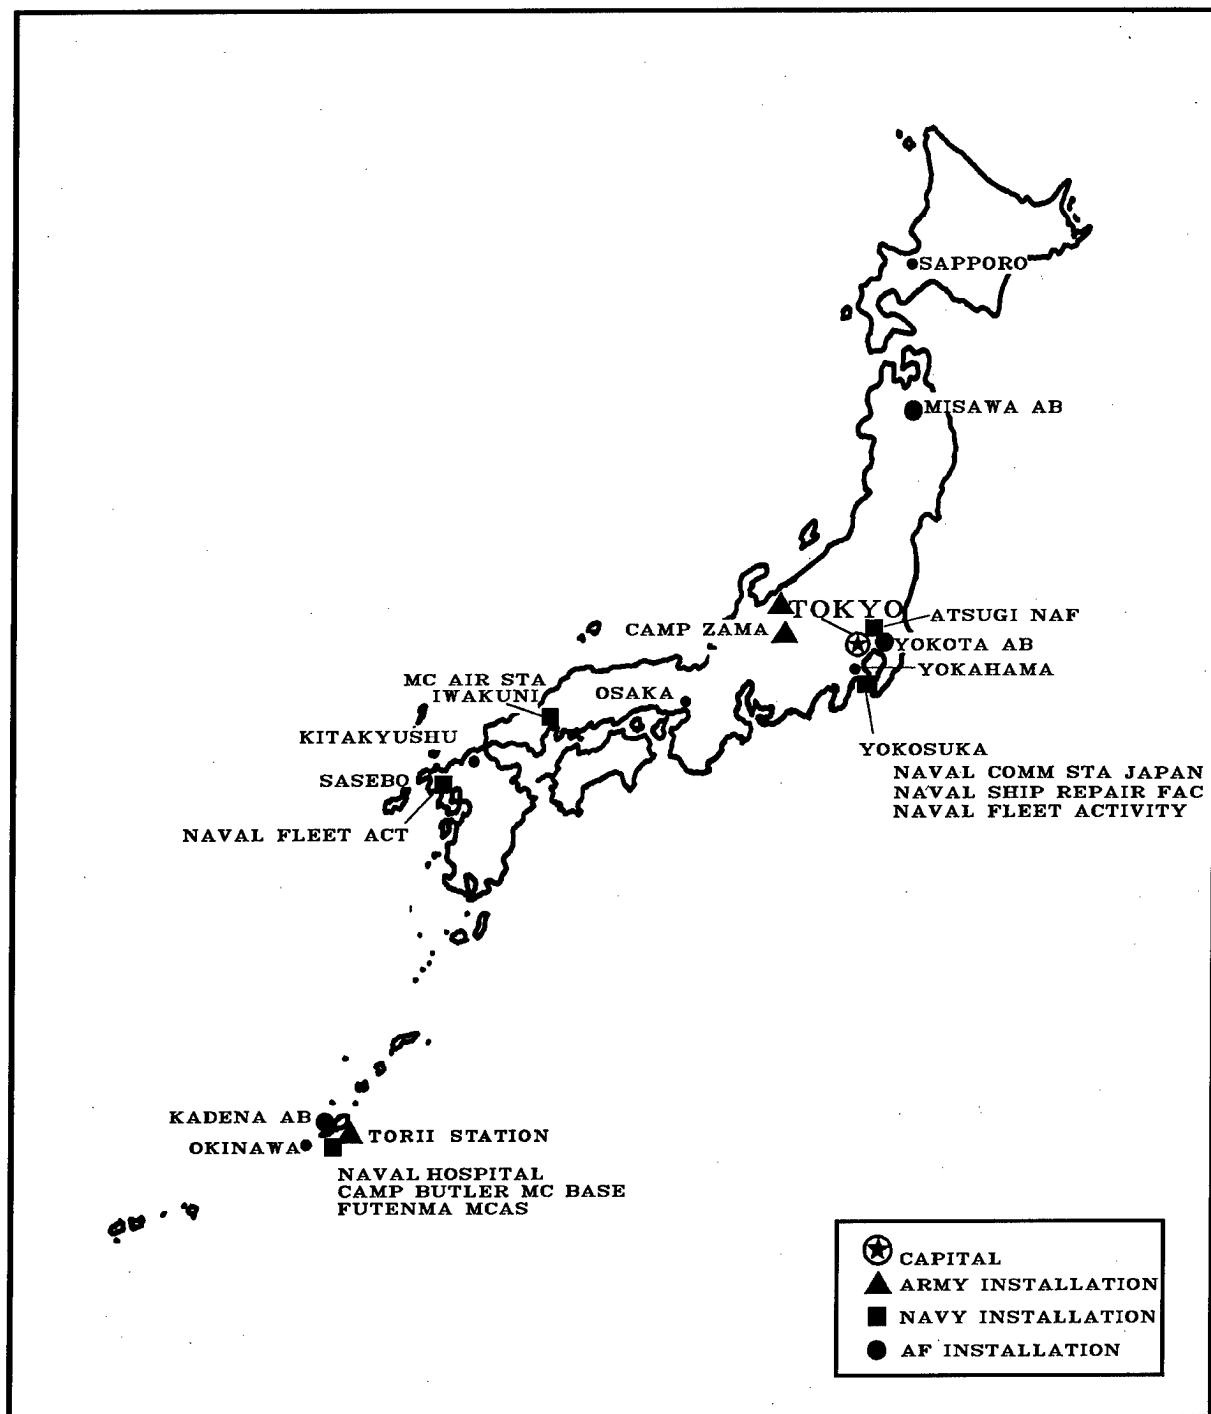 SAPPORO
MISAWA AB
TOKYO
ATSUGI NAF
CAMP ZAMA
YOKOTA AB
YOKAHAMA
MC AIR STA
IWAKUNI
OSAKA
KITAKYUSHU
YOKOSUKA
NAVAL COMM STA JAPAN
NAVAL SHIP REPAIR FAC
NAVAL FLEET ACTIVITY
SASEBO
NAVAL FLEET ACT
KADENA AB
TORII STATION
OKINAWA
NAVAL HOSPITAL
CAMP BUTLER MC BASE
FUTENMA MCAS
CAPITAL
ARMY INSTALLATION
NAVY INSTALLATION
AF INSTALLATION